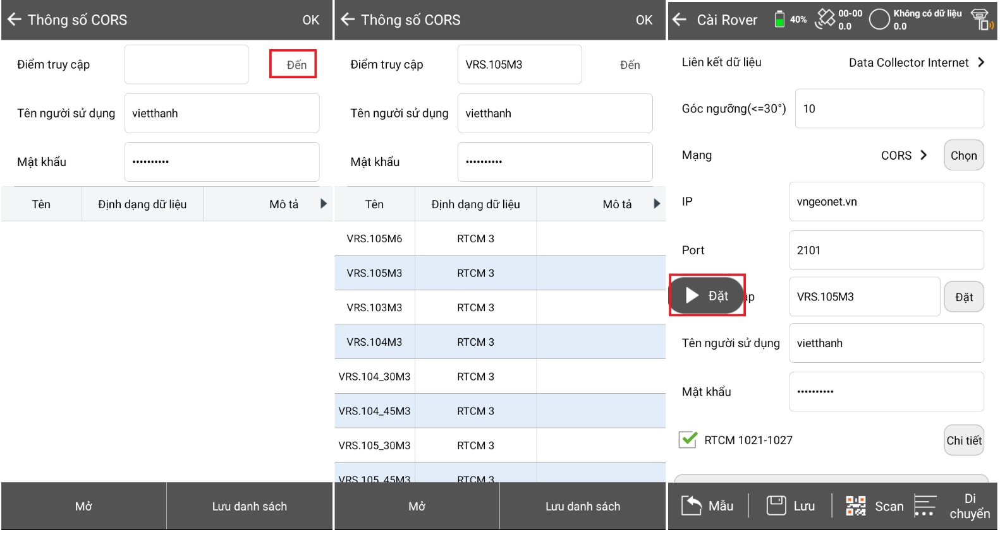 Thông số CORS
OK
Điểm truy cập
Đến
Tên người sử dụng
vietthanh
Mật khẩu
••••••••••
Tên Định dạng dữ liệu Mô tả
Mở Lưu danh sách
Thông số CORS
OK
Điểm truy cập
VRS.105M3
Đến
Tên người sử dụng
vietthanh
Mật khẩu
••••••••••
Tên Định dạng dữ liệu Mô tả
VRS.105M6 RTCM 3
VRS.105M3 RTCM 3
VRS.103M3 RTCM 3
VRS.104M3 RTCM 3
VRS.104_30M3 RTCM 3
VRS.104_45M3 RTCM 3
VRS.105_30M3 RTCM 3
VRS.105_45M3 RTCM 3
Mở Lưu danh sách
Cài Rover
40%
00-00
0.0
Không có dữ liệu
0.0
Liên kết dữ liệu
Data Collector Internet
Góc ngưỡng(<=30°)
10
Mạng
CORS
Chọn
IP
vngeonet.vn
Port
2101
Đặt
ập
VRS.105M3
Đặt
Tên người sử dụng
vietthanh
Mật khẩu
••••••••••
RTCM 1021-1027
Chi tiết
Mẫu
Lưu
Scan
Di
chuyển